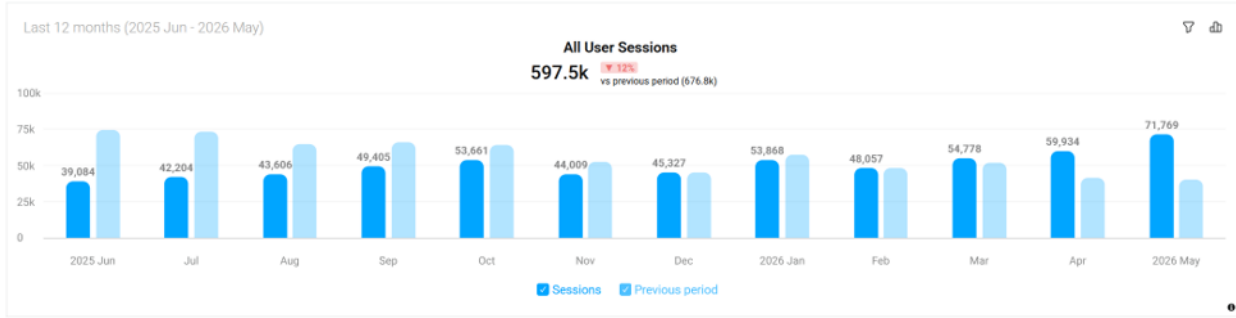 Last 12 months (2025 Jun - 2026 May)
All User Sessions
597.5k ▼ 12%
vs previous period (676.8k)
100k
75k
50k
25k
0
39,084 42,204 43,606 49,405 53,661 44,009 45,327 53,868 48,057 54,778 59,934 71,769
2025 Jun Jul Aug Sep Oct Nov Dec 2026 Jan Feb Mar Apr 2026 May
Sessions Previous period